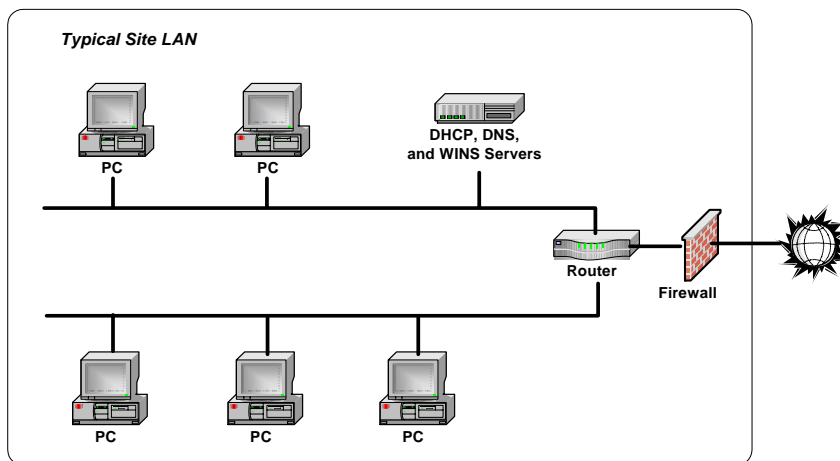 Typical Site LAN
PC
PC
DHCP, DNS,
and WINS Servers
Router
Firewall
PC
PC
PC